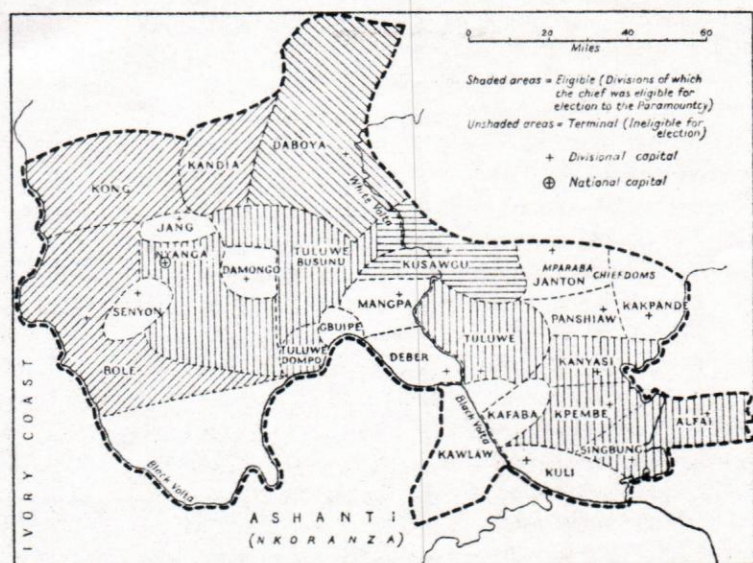 0 20 40 60
Miles
Shaded areas = Eligible (Divisions of which
the chief was eligible for
election to the Paramountcy)
Unshaded areas = Terminal (Ineligible for
election)
+ Divisional capital
⊕ National capital
DABOYA
KANDIA
KONG
White Volta
JANG
NYANGA
TULUWE
BUSUNU
DAMONGO
KUSAWGU
MPARABA
CHIEFDOMS
JANTON
SENYON
MANGPA
PANSHIAW
KAKPANDE
GBUIPE
TULUWE
TULUWE
DOMPO
DEBER
KANYASI
BOLE
KAFABA
KPEMBE
ALFAI
Black Volta
KAWLAW
SINGBUNG
KULI
Black Volta
IVORY COAST
ASHANTI
(NKORANZA)